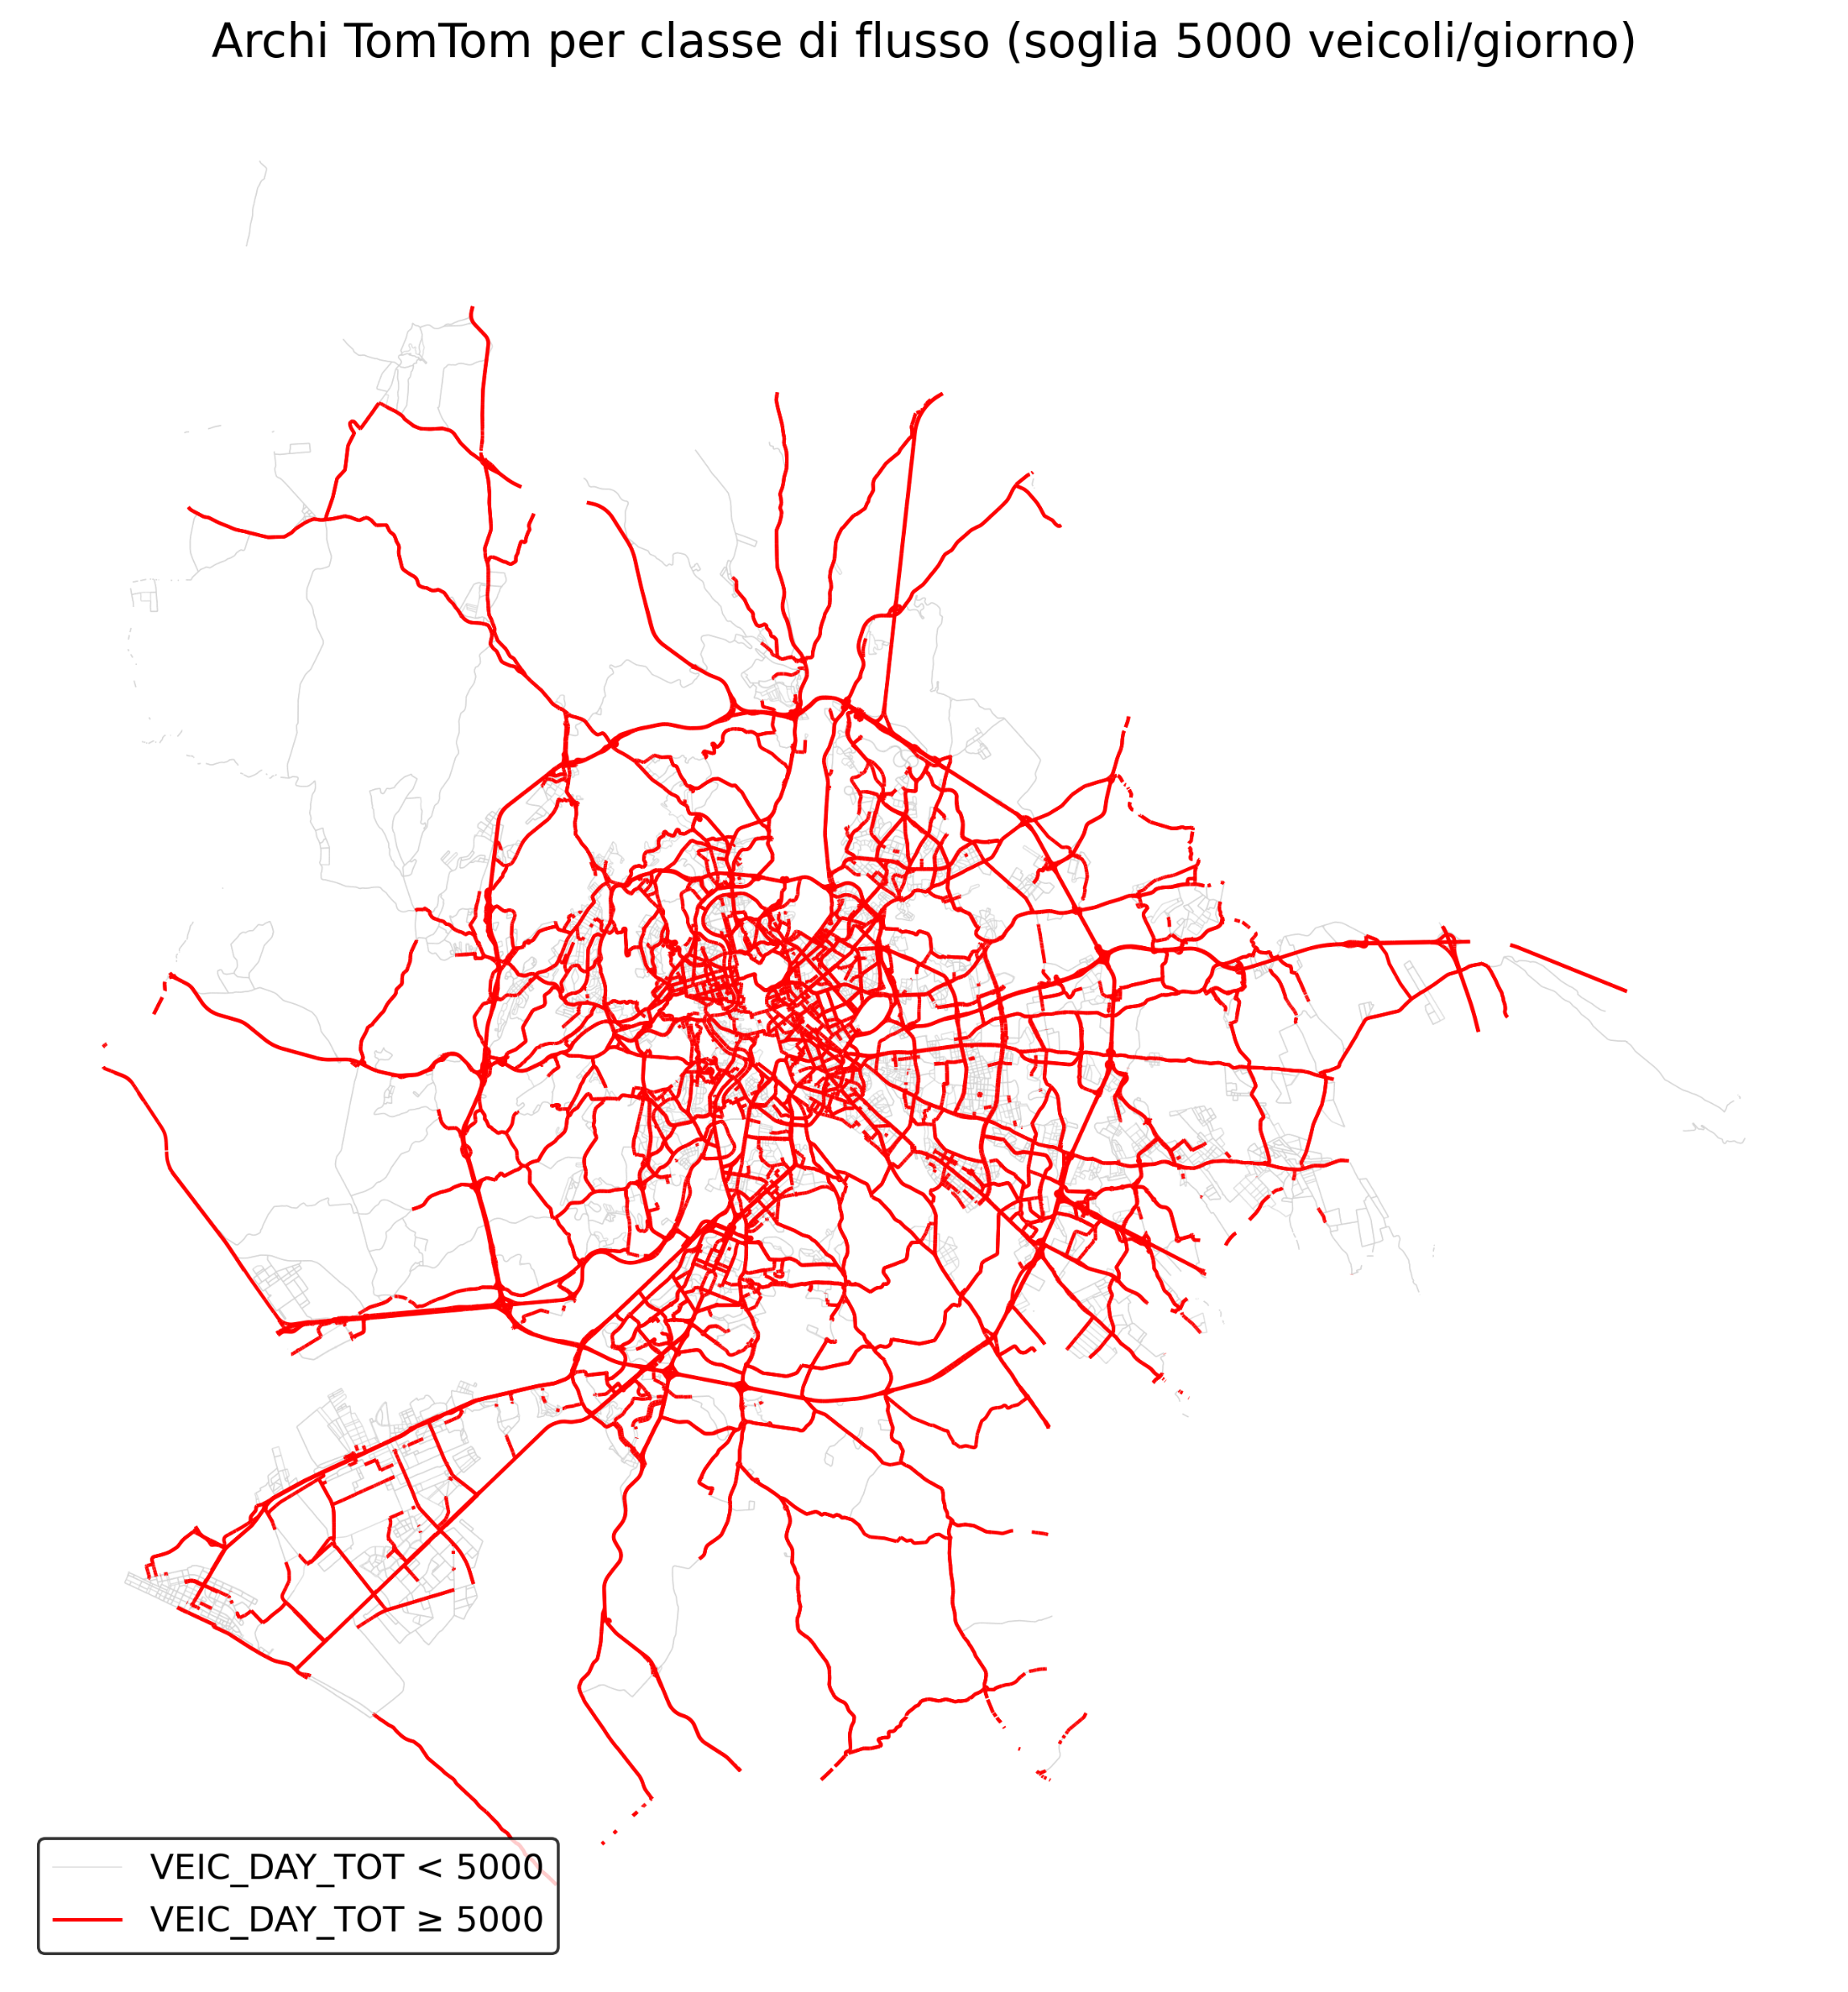 Archi TomTom per classe di flusso (soglia 5000 veicoli/giorno)
VEIC_DAY_TOT < 5000
VEIC_DAY_TOT ≥ 5000